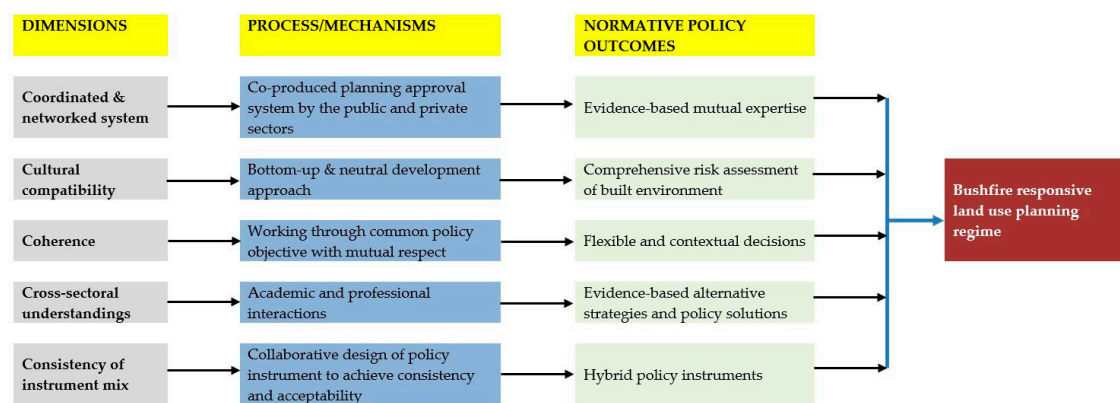 DIMENSIONS
PROCESS/MECHANISMS
NORMATIVE POLICY
OUTCOMES
Coordinated &
networked system
Co-produced planning approval
system by the public and private
sectors
Evidence-based mutual expertise
Cultural
compatibility
Bottom-up & neutral development
approach
Comprehensive risk assessment
of built environment
Coherence
Working through common policy
objective with mutual respect
Flexible and contextual decisions
Cross-sectoral
understandings
Academic and professional
interactions
Evidence-based alternative
strategies and policy solutions
Consistency of
instrument mix
Collaborative design of policy
instrument to achieve consistency
and acceptability
Hybrid policy instruments
Bushfire responsive
land use planning
regime